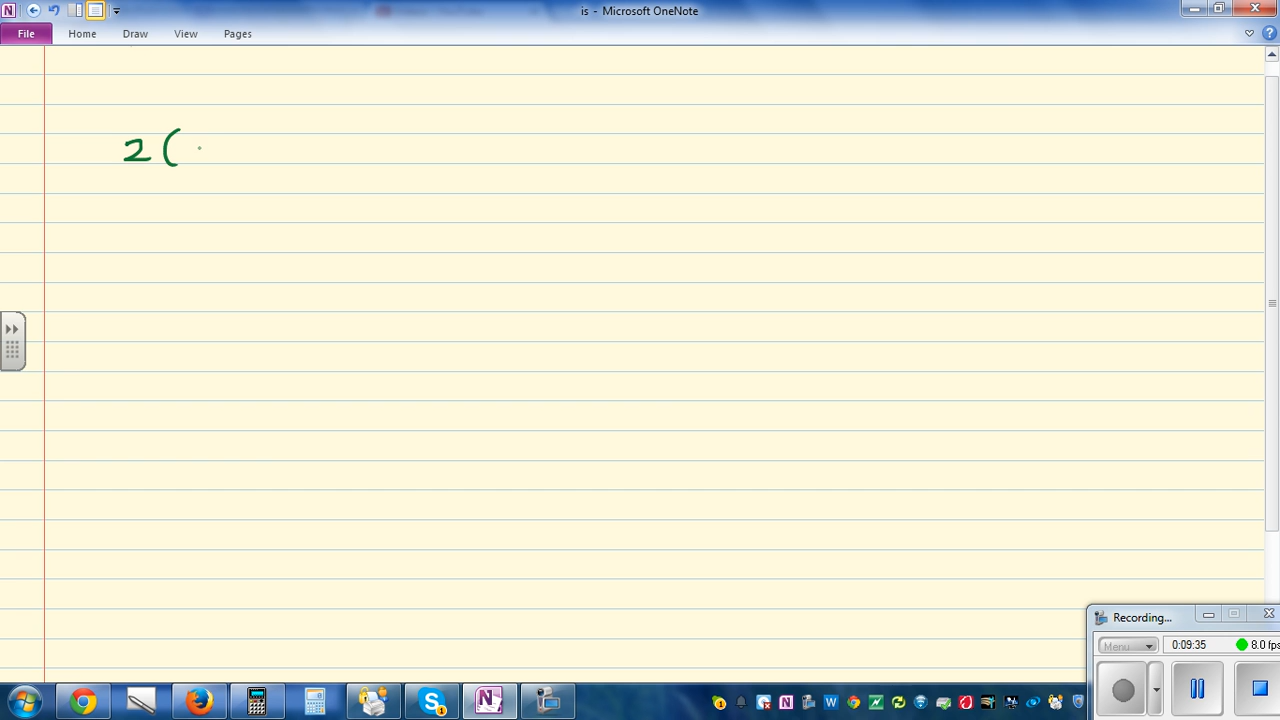 is - Microsoft OneNote
File Home Draw View Pages
2 (
Recording...
Menu 0:09:35 8.0 fps